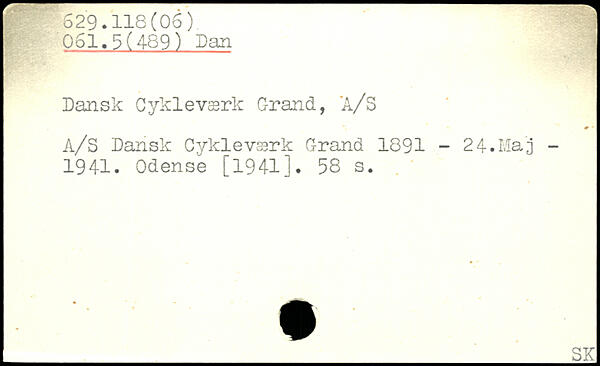 629.118(06)
061.5(489) Dan
Dansk Cykleværk Grand, A/S
A/S Dansk Cykleværk Grand 1891 - 24.Maj -
1941. Odense [1941]. 58 s.
SK